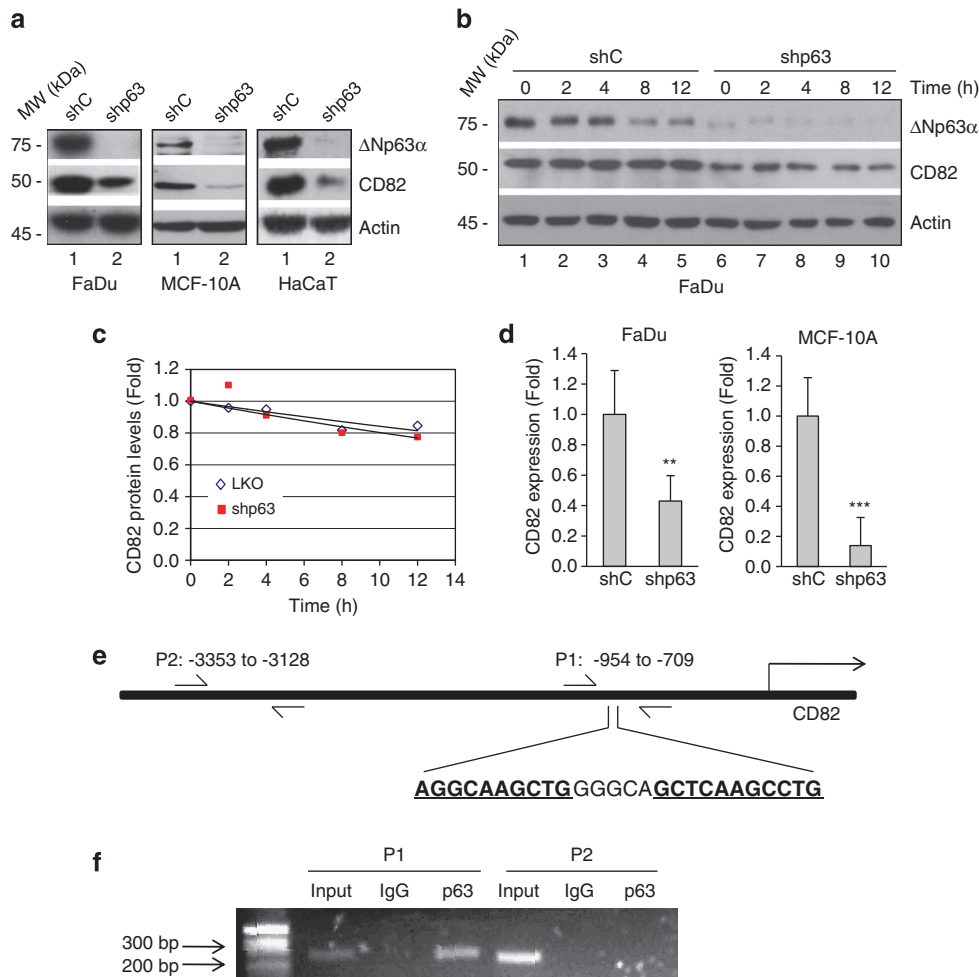 a
MW (kDa)
shC shp63 shC shp63 shC shp63
75 - ΔNp63α
50 - CD82
45 - Actin
1 2 1 2 1 2
FaDu MCF-10A HaCaT
b
MW (kDa)
shC shp63
0 2 4 8 12 0 2 4 8 12 Time (h)
75 - ΔNp63α
50 - CD82
45 - Actin
1 2 3 4 5 6 7 8 9 10
FaDu
c
CD82 protein levels (Fold)
1.2
1.0
0.8
0.6
0.4
0.2
0.0
LKO
shp63
0 2 4 6 8 10 12 14
Time (h)
d
FaDu
CD82 expression (Fold)
1.4
1.2
1.0
0.8
0.6
0.4
0.2
0.0
**
shC shp63
MCF-10A
CD82 expression (Fold)
1.4
1.2
1.0
0.8
0.6
0.4
0.2
0.0
***
shC shp63
e
P2: -3353 to -3128 P1: -954 to -709
CD82
AGGCAAGCTGGGGCAGCTCAAGCCTG
f
P1 P2
Input IgG p63 Input IgG p63
300 bp
200 bp